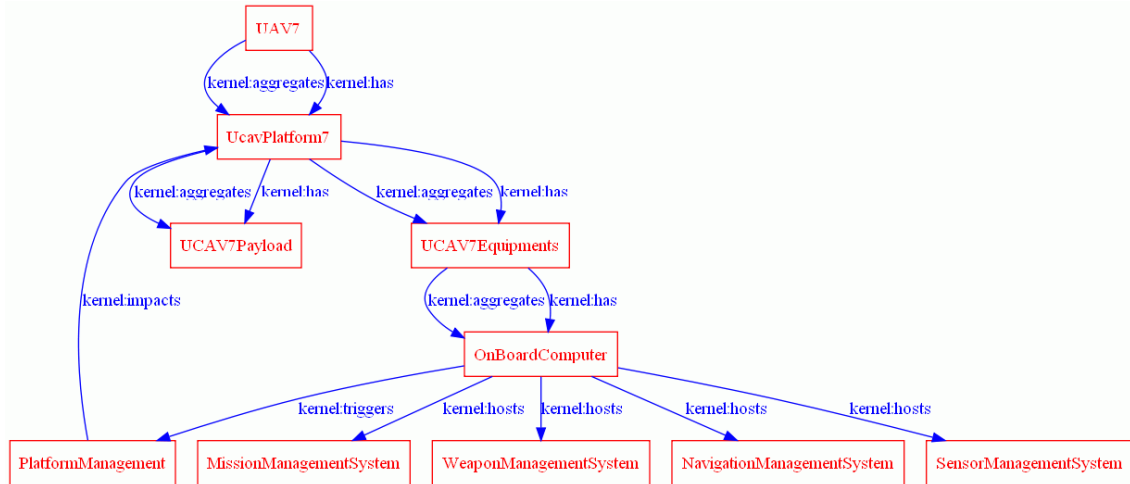 UAV7
kernel:aggregates
kernel:has
UcavPlatform7
kernel:aggregates
kernel:has
kernel:aggregates
kernel:has
UCAV7Payload
UCAV7Equipments
kernel:impacts
kernel:aggregates
kernel:has
OnBoardComputer
kernel:triggers
kernel:hosts
kernel:hosts
kernel:hosts
kernel:hosts
PlatformManagement
MissionManagementSystem
WeaponManagementSystem
NavigationManagementSystem
SensorManagementSystem